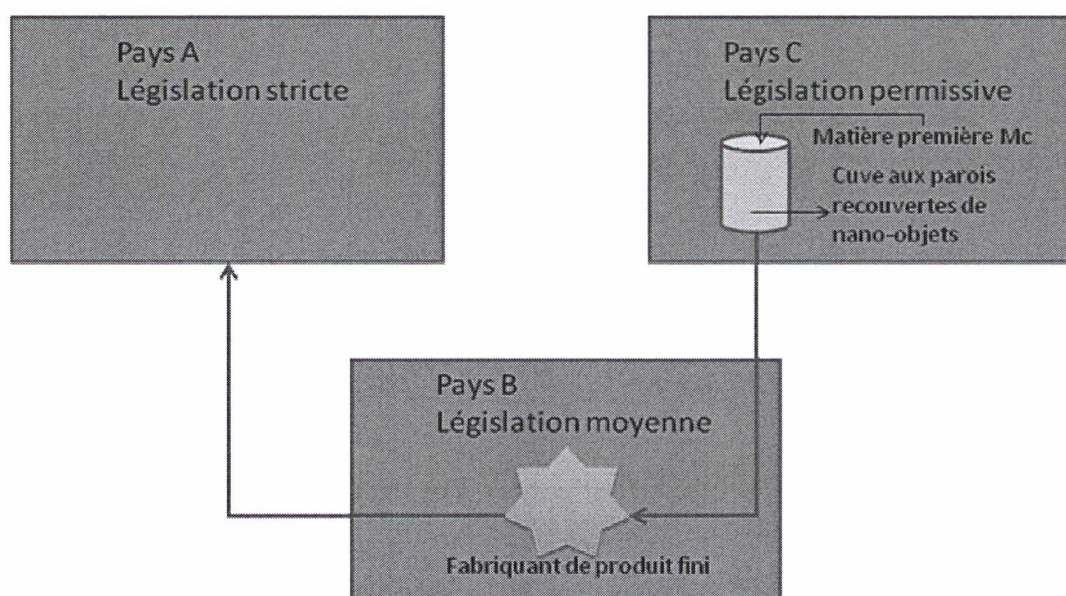 Pays A
Législation stricte
Pays C
Législation permissive
Matière première Mc
Cuve aux parois
recouvertes de
nano-objets
Pays B
Législation moyenne
Fabriquant de produit fini